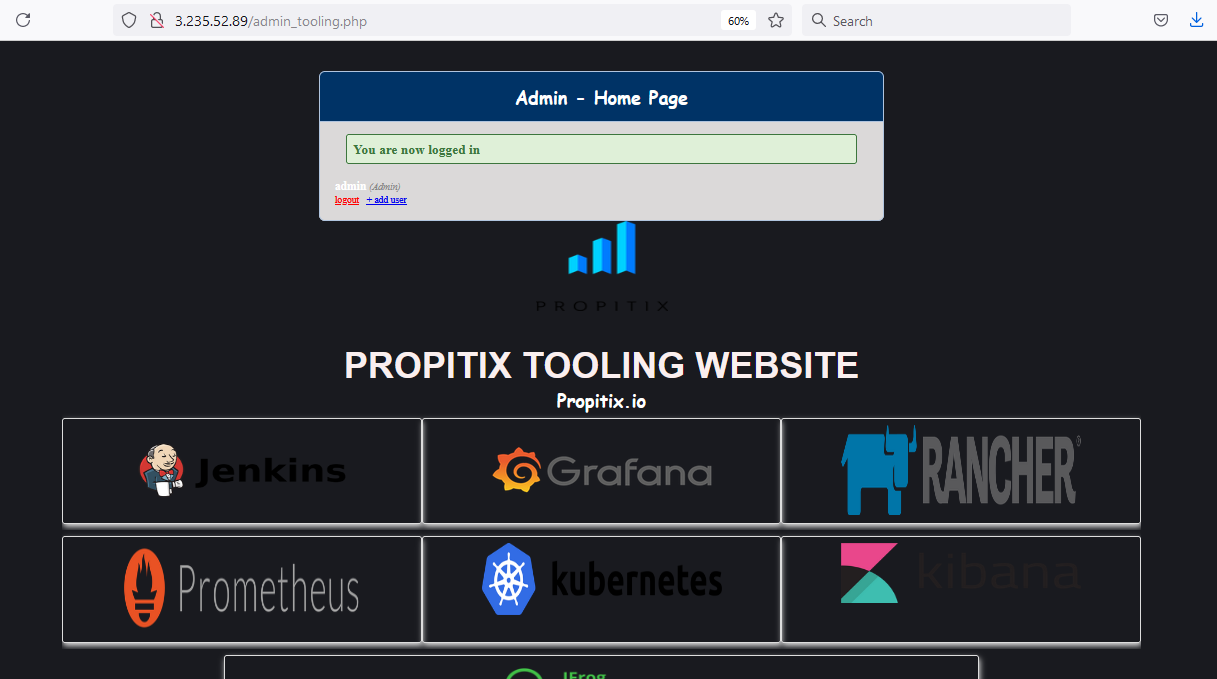 3.235.52.89/admin_tooling.php
60%
Search
Admin - Home Page
You are now logged in
admin (Admin)
logout + add user
PROPITIX
PROPITIX TOOLING WEBSITE
Propitix.io
Jenkins
Grafana
RANCHER®
Prometheus
kubernetes
kibana
JFrog